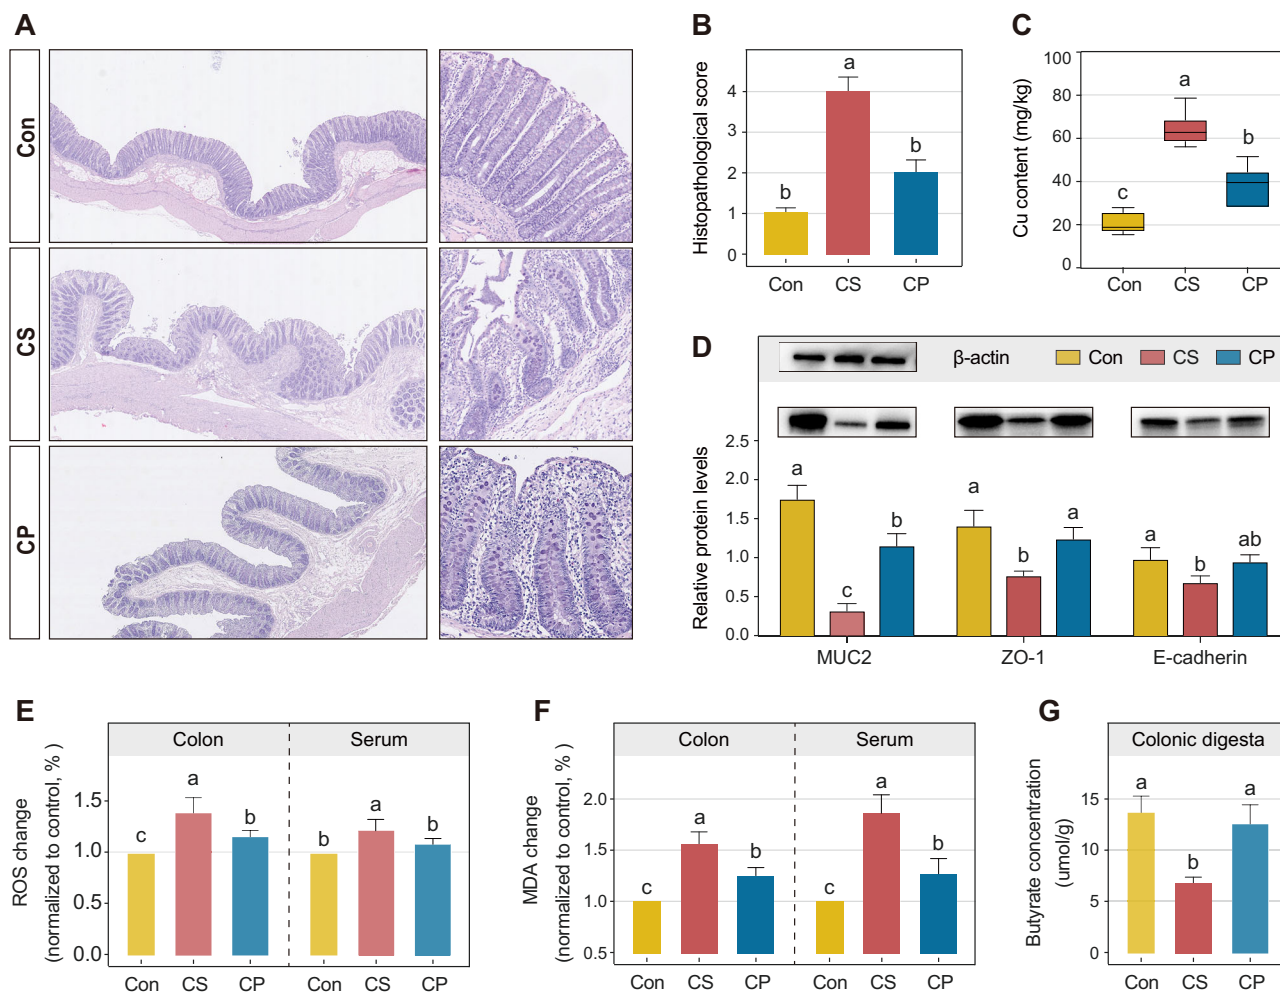 A
Con
CS
CP
B
Histopathological score
4
3
2
1
0
b
a
b
Con CS CP
C
Cu content (mg/kg)
100
80
60
40
20
0
c
a
b
Con CS CP
D
β-actin
Con CS CP
Relative protein levels
2.5
2.0
1.5
1.0
0.5
0.0
a
c
b
a
b
a
a
b
ab
MUC2 ZO-1 E-cadherin
E
ROS change
(normalized to control, %)
Colon Serum
1.5
1.0
0.5
0.0
c
a
b
b
a
b
Con CS CP Con CS CP
F
MDA change
(normalized to control, %)
Colon Serum
2.0
1.5
1.0
0.5
c
a
b
c
a
b
Con CS CP Con CS CP
G
Butyrate concentration
(umol/g)
Colonic digesta
15
10
5
0
a
b
a
Con CS CP